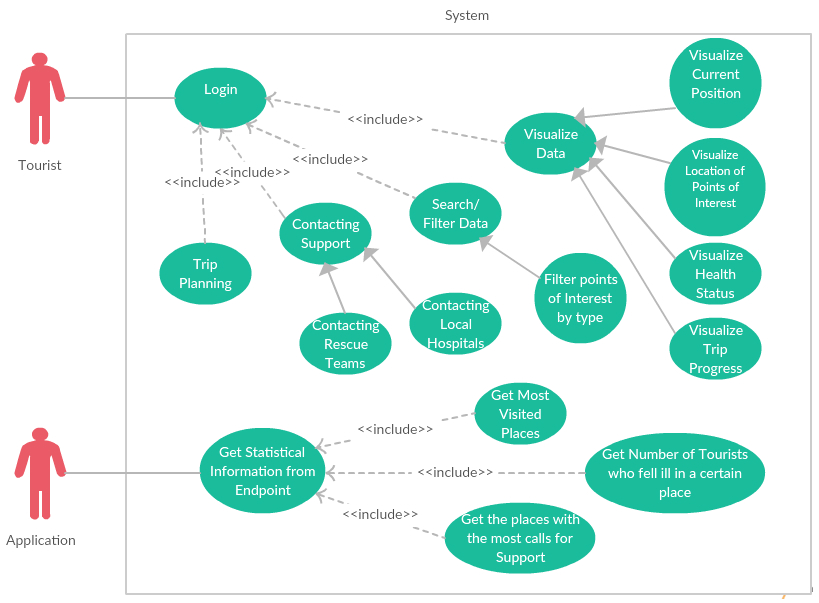 System
Tourist
Login
<<include>>
Visualize
Data
Visualize
Current
Position
Visualize
Location of
Points of
Interest
<<include>>
<<include>>
<<include>>
Search/
Filter Data
Contacting
Support
Trip
Planning
Visualize
Health
Status
Filter points
of Interest
by type
Contacting
Local
Hospitals
Contacting
Rescue
Teams
Visualize
Trip
Progress
Application
Get Statistical
Information from
Endpoint
<<include>>
Get Most
Visited
Places
<<include>>
Get Number of Tourists
who fell ill in a certain
place
<<include>>
Get the places with
the most calls for
Support